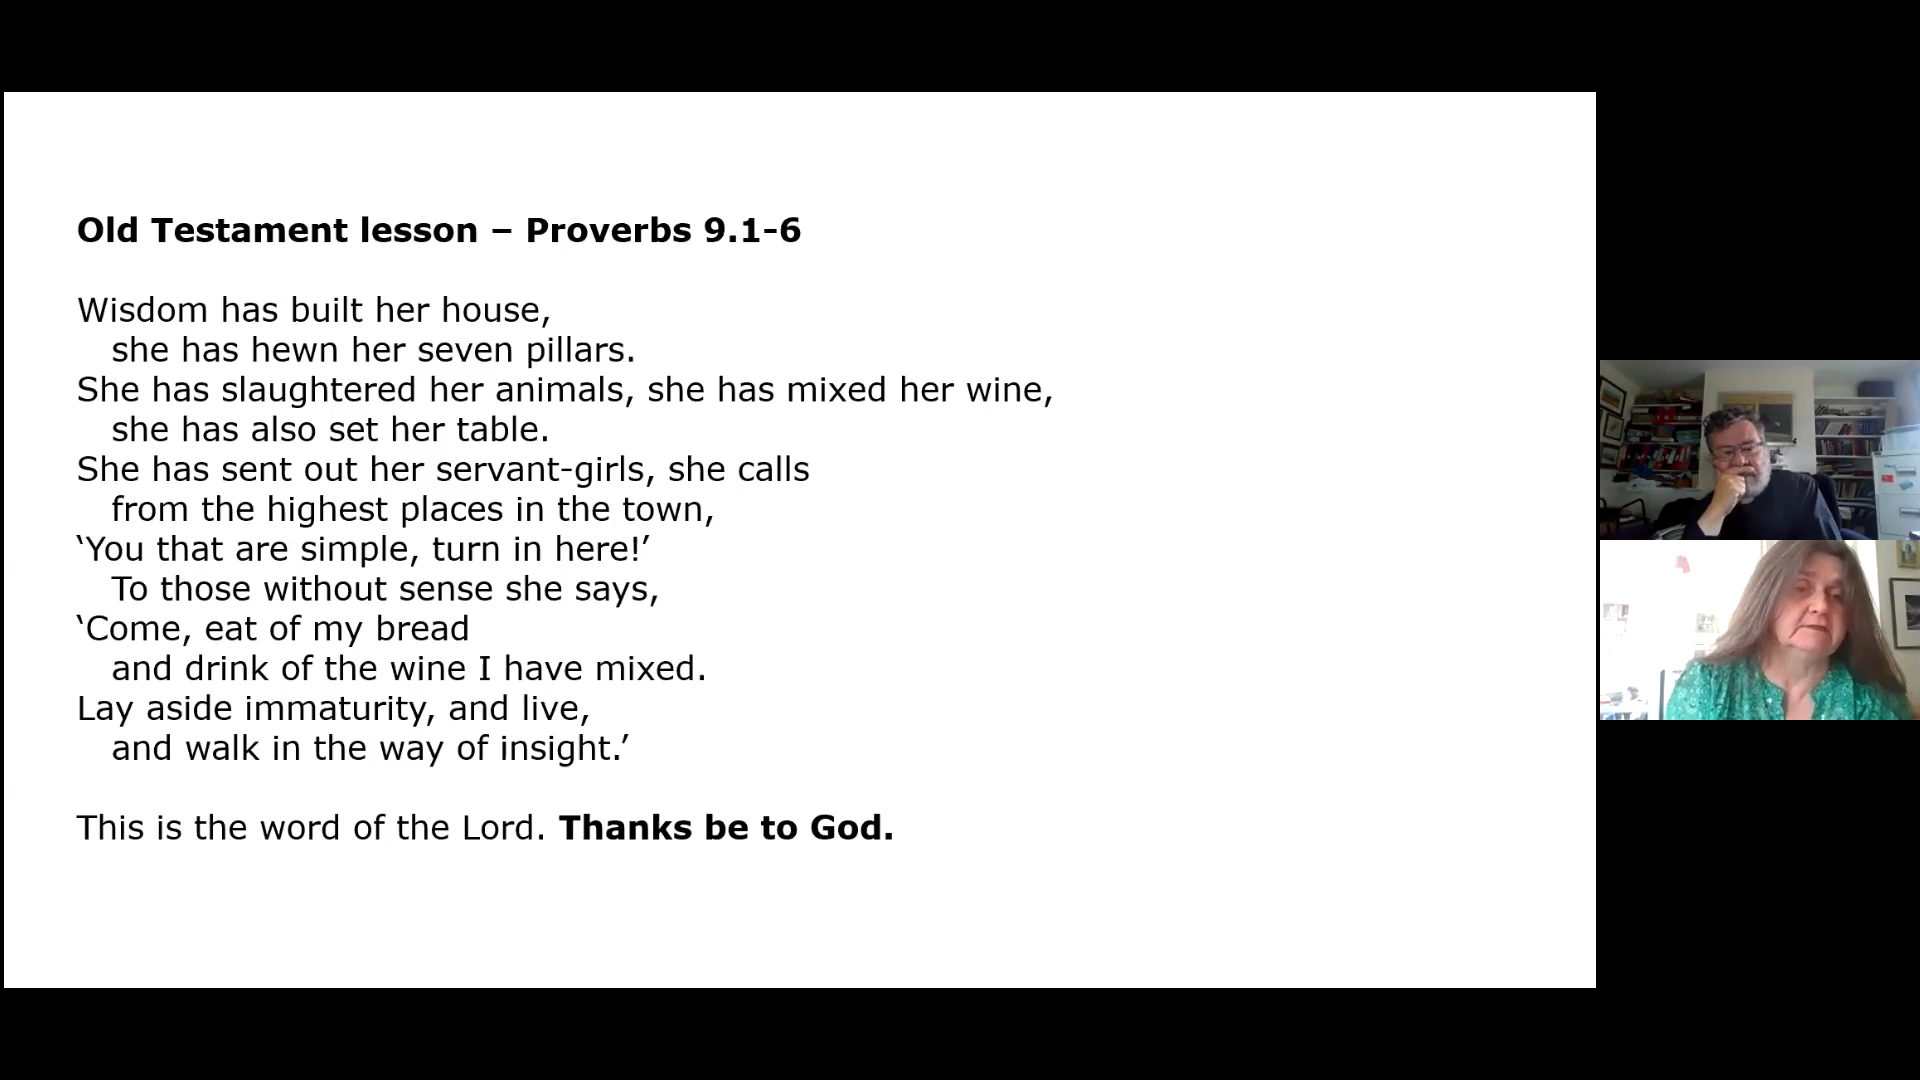 Old Testament lesson – Proverbs 9.1-6
Wisdom has built her house,
she has hewn her seven pillars.
She has slaughtered her animals, she has mixed her wine,
she has also set her table.
She has sent out her servant-girls, she calls
from the highest places in the town,
‘You that are simple, turn in here!’
To those without sense she says,
‘Come, eat of my bread
and drink of the wine I have mixed.
Lay aside immaturity, and live,
and walk in the way of insight.’
This is the word of the Lord. Thanks be to God.